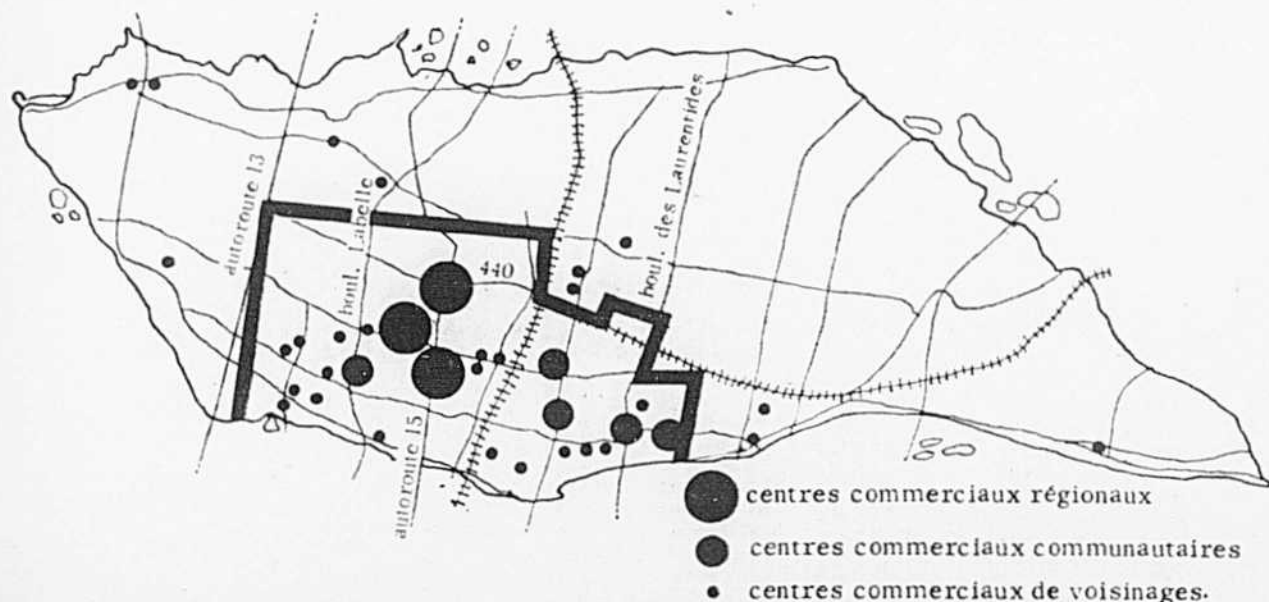 autoroute 13
boul. Labelle
440
boul. des Laurentides
autoroute 15
centres commerciaux régionaux
centres commerciaux communautaires
centres commerciaux de voisinages.